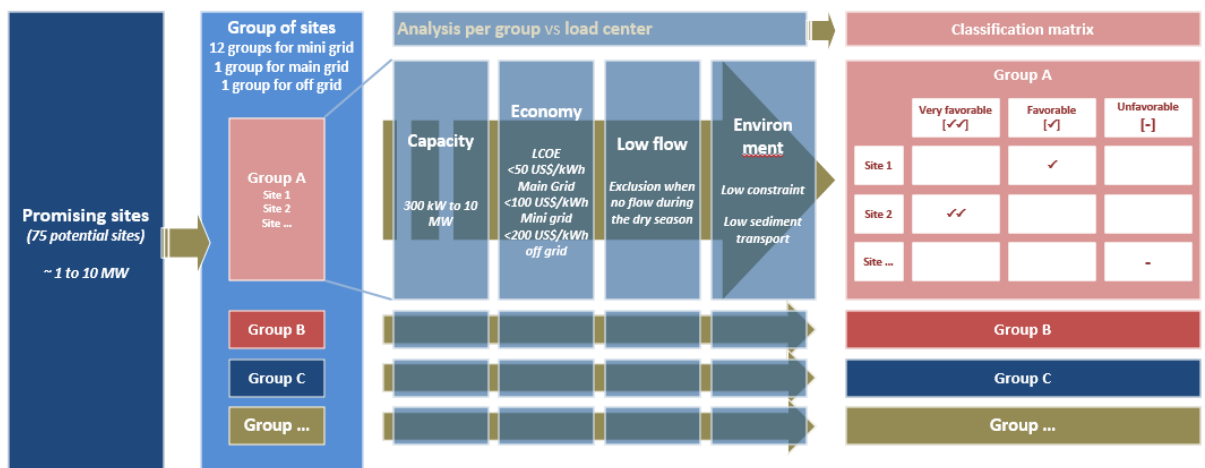 Promising sites
(75 potential sites)
~ 1 to 10 MW
Group of sites
12 groups for mini grid
1 group for main grid
1 group for off grid
Group A
Site 1
Site 2
Site ...
Group B
Group C
Group ...
Analysis per group vs load center
Capacity
300 kW to 10
MW
Economy
LCOE
<50 US$/kWh
Main Grid
<100 US$/kWh
Mini grid
<200 US$/kWh
off grid
Low flow
Exclusion when
no flow during
the dry season
Environ
ment
Low constraint
Low sediment
transport
Classification matrix
Group A
Very favorable
[✓✓]
Favorable
[✓]
Unfavorable
[-]
Site 1
✓
Site 2
✓✓
Site ...
-
Group B
Group C
Group ...